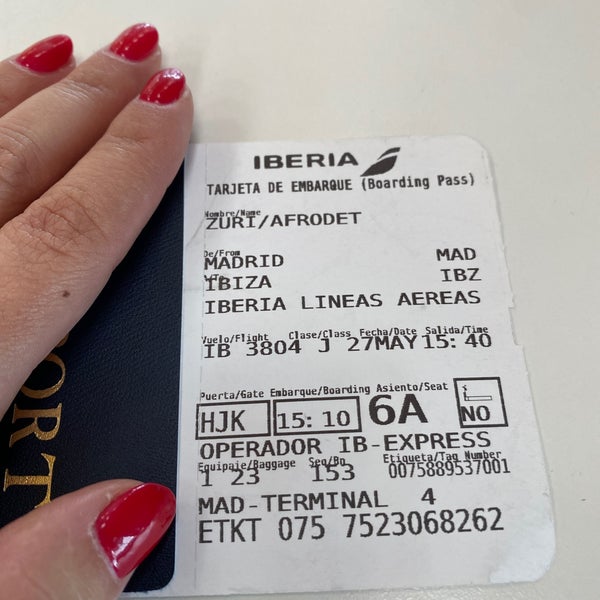 IBERIA
TARJETA DE EMBARQUE (Boarding Pass)
Nombre/Name
ZURI/AFRODET
De/From
MADRID MAD
A/To
IBIZA IBZ
IBERIA LINEAS AEREAS
Vuelo/Flight Clase/Class Fecha/Date Salida/Time
IB 3804 J 27MAY 15:40
Puerta/Gate Embarque/Boarding Asiento/Seat
HJK 15:10 6A NO
OPERADOR IB-EXPRESS
Equipaje/Baggage Seq/Bn Etiqueta/Tag Number
1 23 153 0075889537001
MAD-TERMINAL 4
ETKT 075 7523068262
PORT